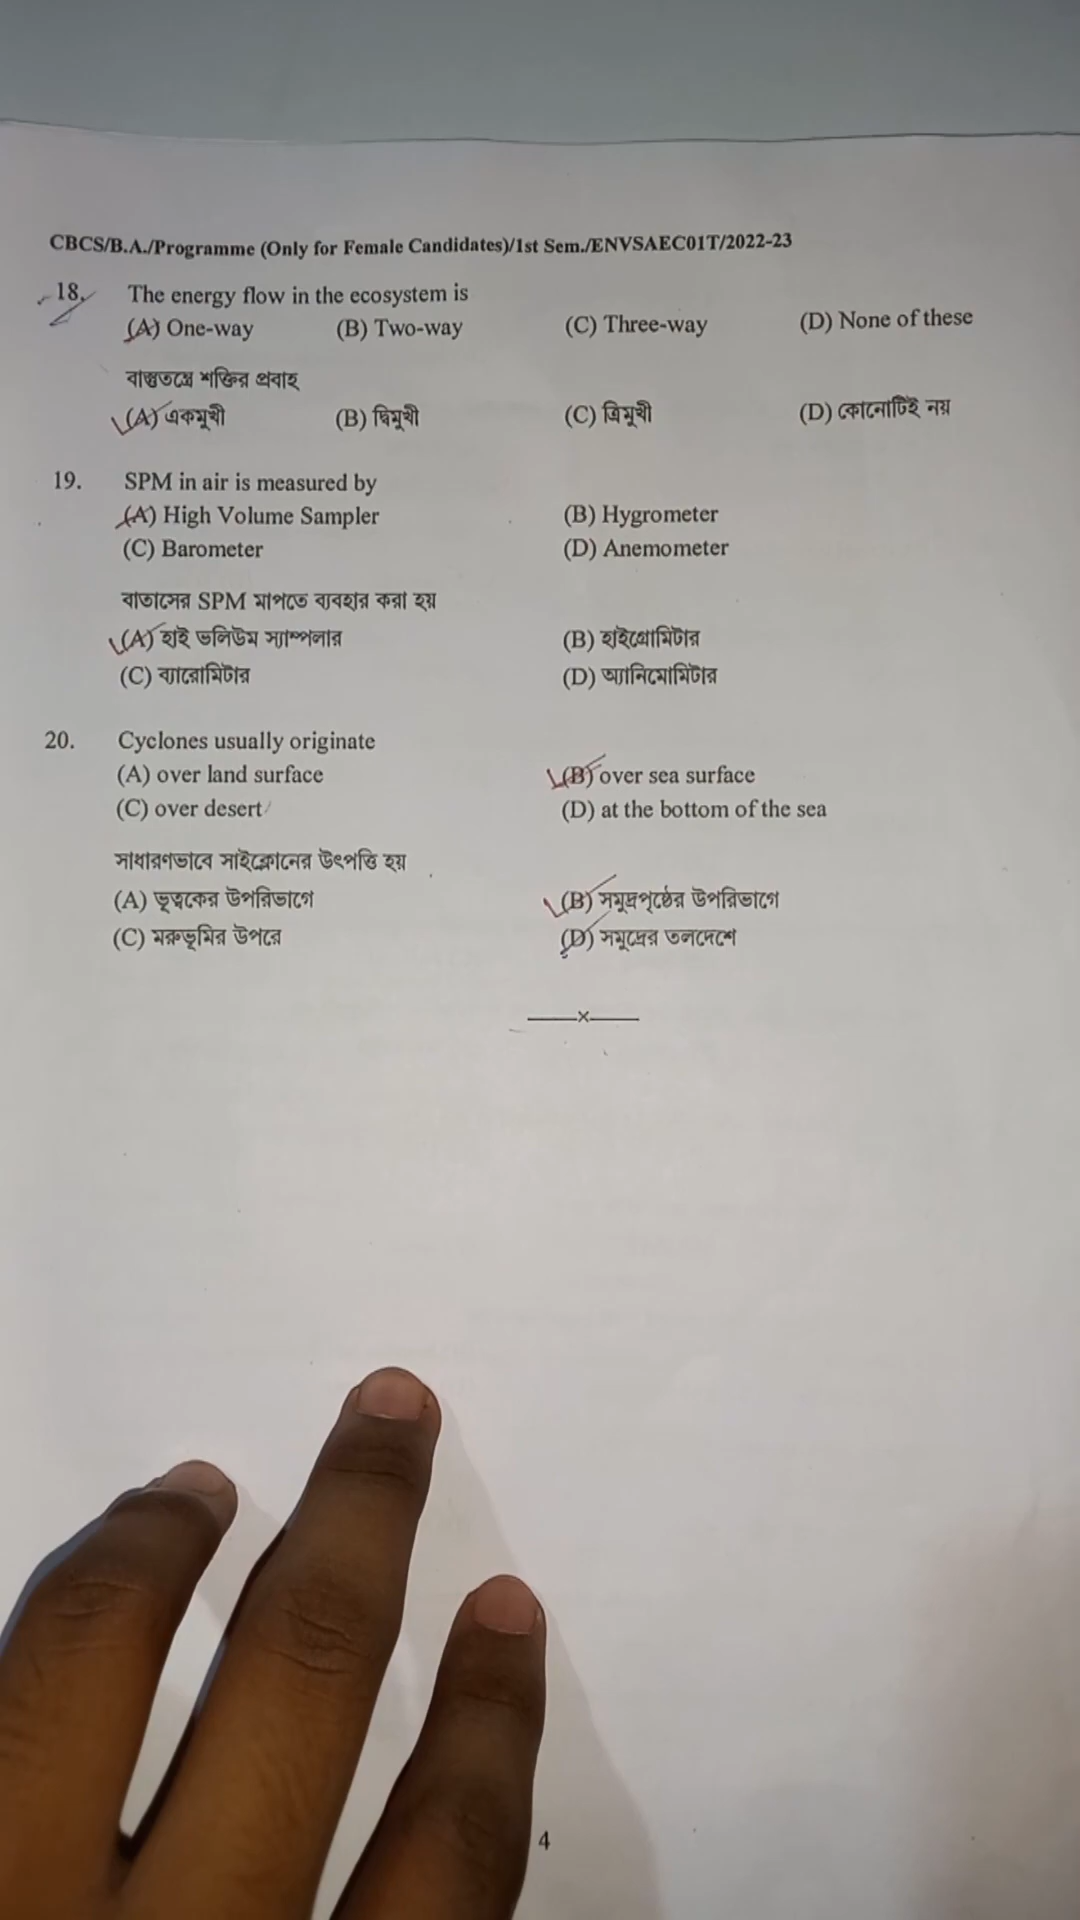 CBCS/B.A./Programme (Only for Female Candidates)/1st Sem./ENVSAEC01T/2022-23
18. The energy flow in the ecosystem is
(A) One-way (B) Two-way (C) Three-way (D) None of these
বাস্তুতন্ত্রে শক্তির প্রবাহ
(A) একমুখী (B) দ্বিমুখী (C) ত্রিমুখী (D) কোনোটিই নয়
19. SPM in air is measured by
(A) High Volume Sampler (B) Hygrometer
(C) Barometer (D) Anemometer
বাতাসের SPM মাপতে ব্যবহার করা হয়
(A) হাই ভলিউম স্যাম্পলার (B) হাইগ্রোমিটার
(C) ব্যারোমিটার (D) অ্যানিমোমিটার
20. Cyclones usually originate
(A) over land surface (B) over sea surface
(C) over desert (D) at the bottom of the sea
সাধারণভাবে সাইক্লোনের উৎপত্তি হয়
(A) ভূত্বকের উপরিভাগে (B) সমুদ্রপৃষ্ঠের উপরিভাগে
(C) মরুভূমির উপরে (D) সমুদ্রের তলদেশে
——×——
4